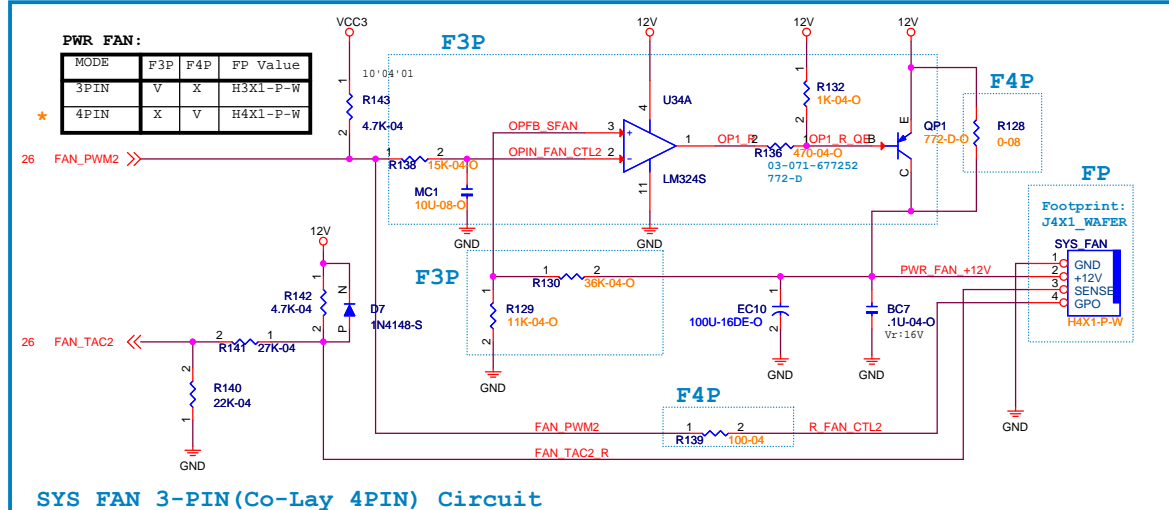 PWR FAN:
MODE F3P F4P FP Value
3PIN V X H3X1-P-W
* 4PIN X V H4X1-P-W
VCC3
10'04'01
1
R143
4.7K-04
2
F3P
12V
12V
12V
U34A
4
OPFB_SFAN 3 +
OPIN_FAN_CTL2 2 -
1
LM324S
11
GND
OP1_R
1
R132
1K-04-O
2
2 1
R136
470-04-O
OP1_R_QE
03-071-677252
772-D
B
E
C
QP1
772-D-O
F4P
R128
0-08
26 FAN_PWM2
1 2
R138
15K-04-O
MC1
10U-08-O
GND
FP
Footprint:
J4X1_WAFER
SYS_FAN
1 GND
2 +12V
3 SENSE
4 GPO
H4X1-P-W
PWR_FAN_+12V
12V
1
R142
4.7K-04
2
N
D7
1N4148-S
P
F3P
1 2
R130
36K-04-O
1
R129
11K-04-O
2
GND
1
EC10
100U-16DE-O
2
GND
BC7
.1U-04-O
Vr:16V
GND
GND
26 FAN_TAC2
2 1
R141
27K-04
2
R140
22K-04
1
GND
F4P
FAN_PWM2
1 2
R139
100-04
R_FAN_CTL2
FAN_TAC2_R
SYS FAN 3-PIN(Co-Lay 4PIN) Circuit